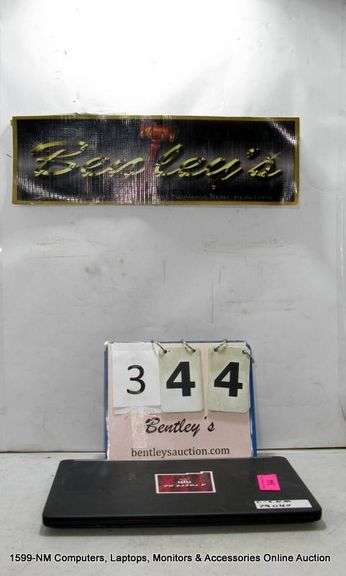 Bentley's
3 4 4
Bentley's
bentleysauction.com
1599-NM Computers, Laptops, Monitors & Accessories Online Auction